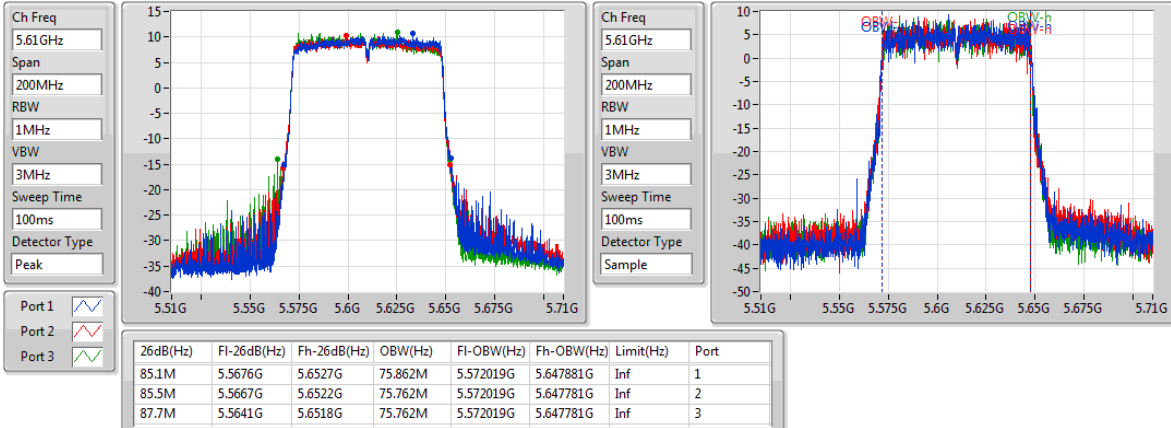 Ch Freq
5.61GHz
Span
200MHz
RBW
1MHz
VBW
3MHz
Sweep Time
100ms
Detector Type
Peak
Port 1
Port 2
Port 3
15
10
5
0
-5
-10
-15
-20
-25
-30
-35
-40
5.51G
5.55G
5.575G
5.6G
5.625G
5.65G
5.675G
5.71G
Ch Freq
5.61GHz
Span
200MHz
RBW
1MHz
VBW
3MHz
Sweep Time
100ms
Detector Type
Sample
10
5
0
-5
-10
-15
-20
-25
-30
-35
-40
-45
-50
OBW-h
OBW-h
5.51G
5.55G
5.575G
5.6G
5.625G
5.65G
5.675G
5.71G
26dB(Hz) Fl-26dB(Hz) Fh-26dB(Hz) OBW(Hz) Fl-OBW(Hz) Fh-OBW(Hz) Limit(Hz) Port
85.1M 5.5676G 5.6527G 75.862M 5.572019G 5.647881G Inf 1
85.5M 5.5667G 5.6522G 75.762M 5.572019G 5.647781G Inf 2
87.7M 5.5641G 5.6518G 75.762M 5.572019G 5.647781G Inf 3